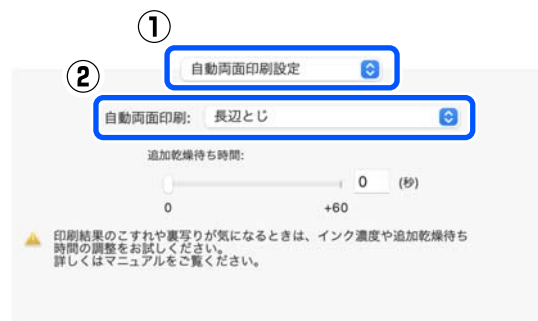 ①
自動両面印刷設定
②
自動両面印刷: 長辺とじ
追加乾燥待ち時間:
0 (秒)
0 +60
印刷結果のこすれや裏写りが気になるときは、インク濃度や追加乾燥待ち
時間の調整をお試しください。
詳しくはマニュアルをご覧ください。